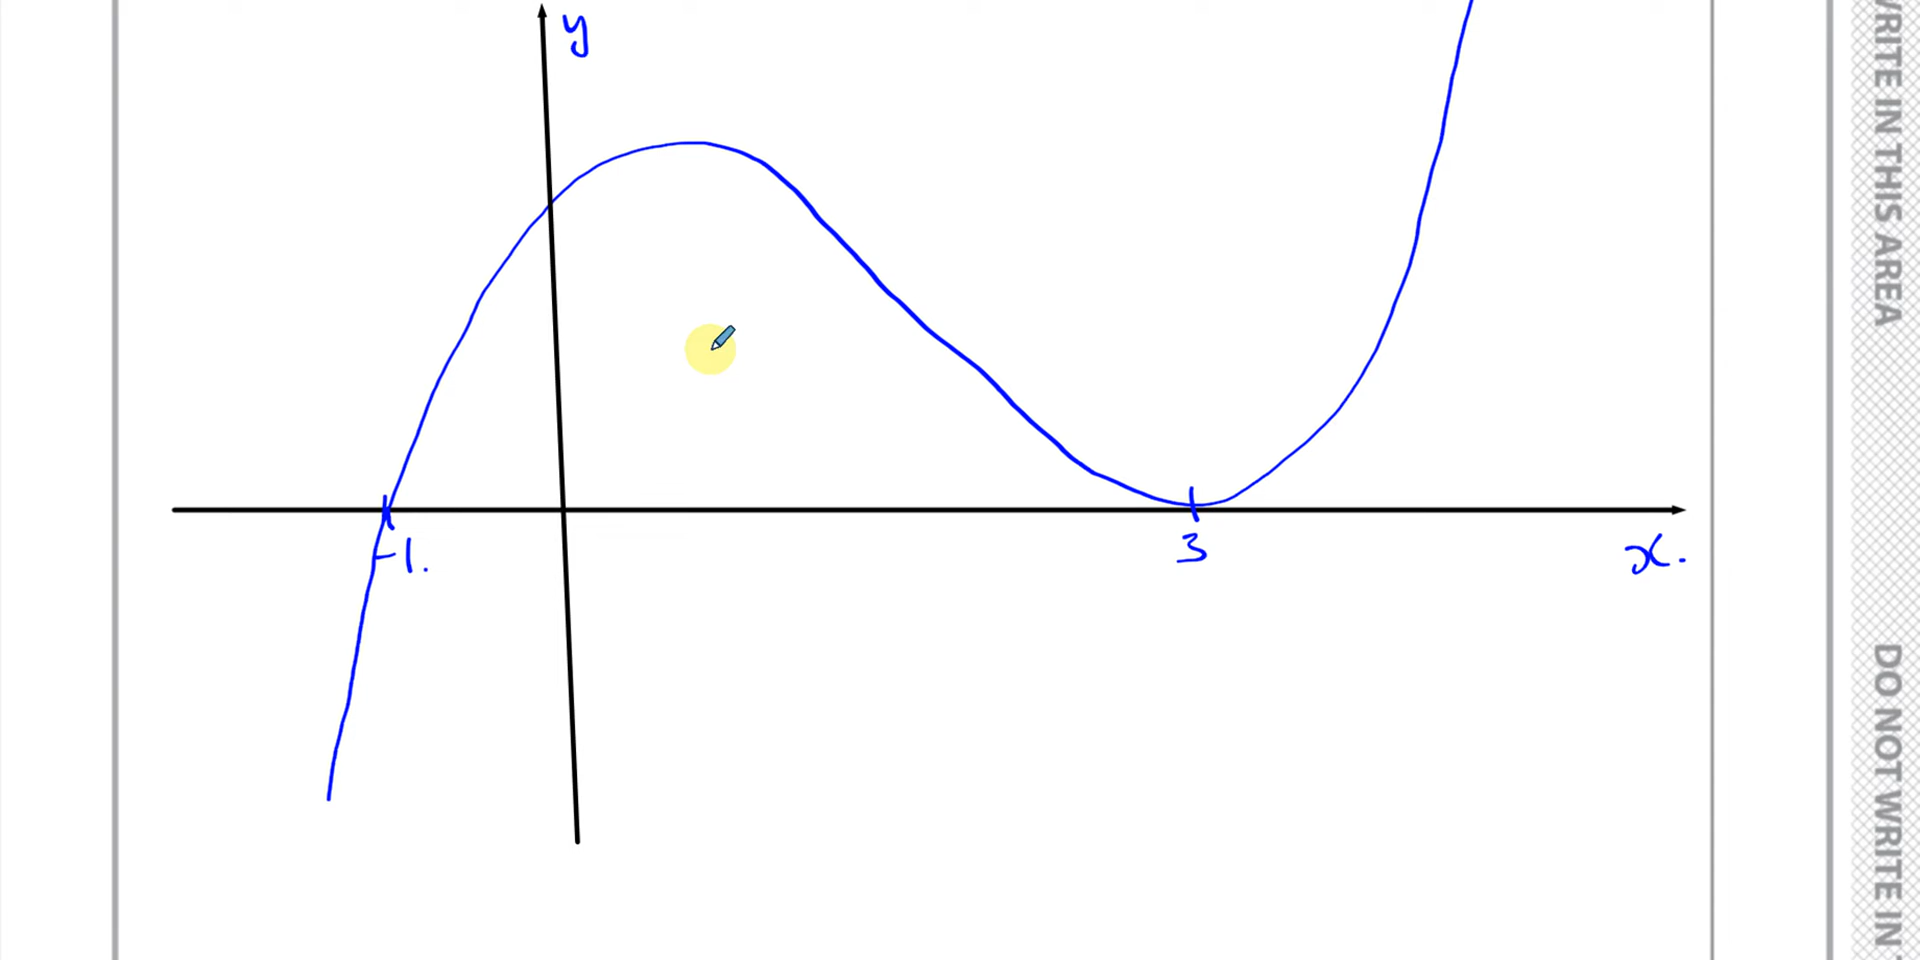 y
-1.
3
x.
WRITE IN THIS AREA
DO NOT WRITE IN